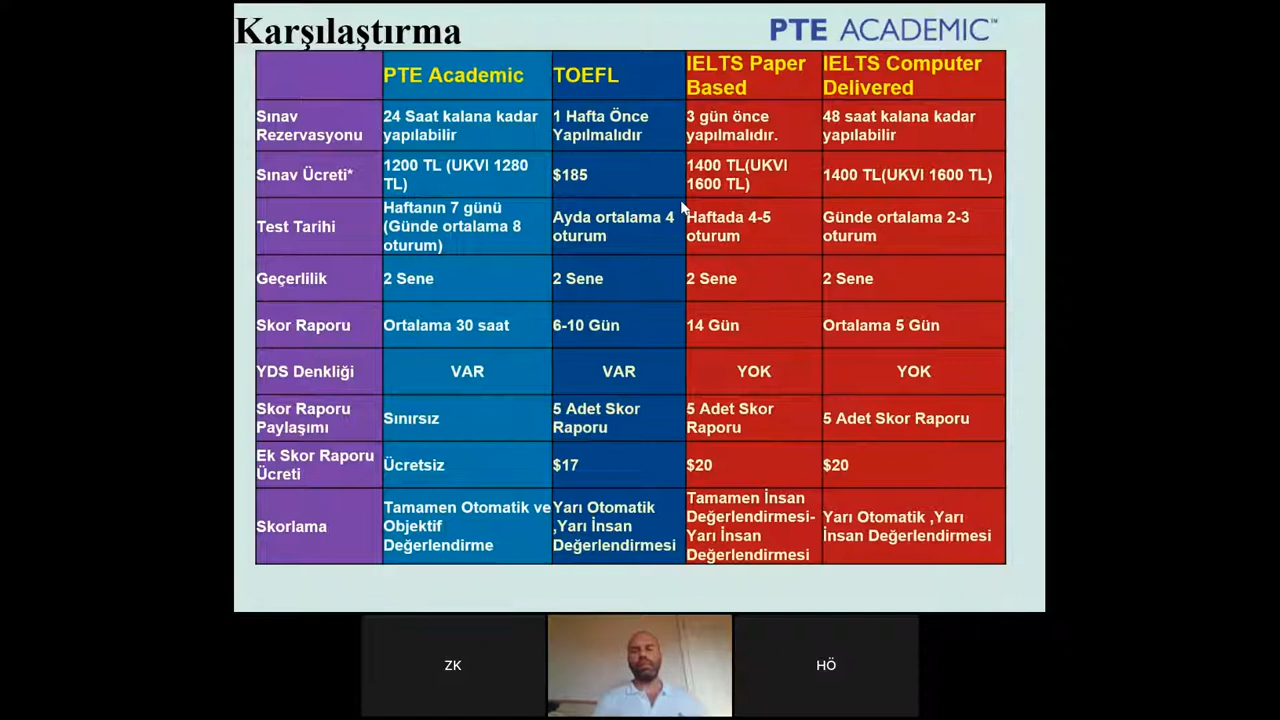 Karşılaştırma
PTE ACADEMIC™
PTE Academic
TOEFL
IELTS Paper
Based
IELTS Computer
Delivered
Sınav
Rezervasyonu
24 Saat kalana kadar
yapılabilir
1 Hafta Önce
Yapılmalıdır
3 gün önce
yapılmalıdır.
48 saat kalana kadar
yapılabilir
Sınav Ücreti*
1200 TL (UKVI 1280
TL)
$185
1400 TL(UKVI
1600 TL)
1400 TL(UKVI 1600 TL)
Test Tarihi
Haftanın 7 günü
(Günde ortalama 8
oturum)
Ayda ortalama 4
oturum
Haftada 4-5
oturum
Günde ortalama 2-3
oturum
Geçerlilik
2 Sene
2 Sene
2 Sene
2 Sene
Skor Raporu
Ortalama 30 saat
6-10 Gün
14 Gün
Ortalama 5 Gün
YDS Denkliği
VAR
VAR
YOK
YOK
Skor Raporu
Paylaşımı
Sınırsız
5 Adet Skor
Raporu
5 Adet Skor
Raporu
5 Adet Skor Raporu
Ek Skor Raporu
Ücreti
Ücretsiz
$17
$20
$20
Skorlama
Tamamen Otomatik ve
Objektif
Değerlendirme
Yarı Otomatik
,Yarı İnsan
Değerlendirmesi
Tamamen İnsan
Değerlendirmesi-
Yarı İnsan
Değerlendirmesi
Yarı Otomatik ,Yarı
İnsan Değerlendirmesi
ZK
HÖ